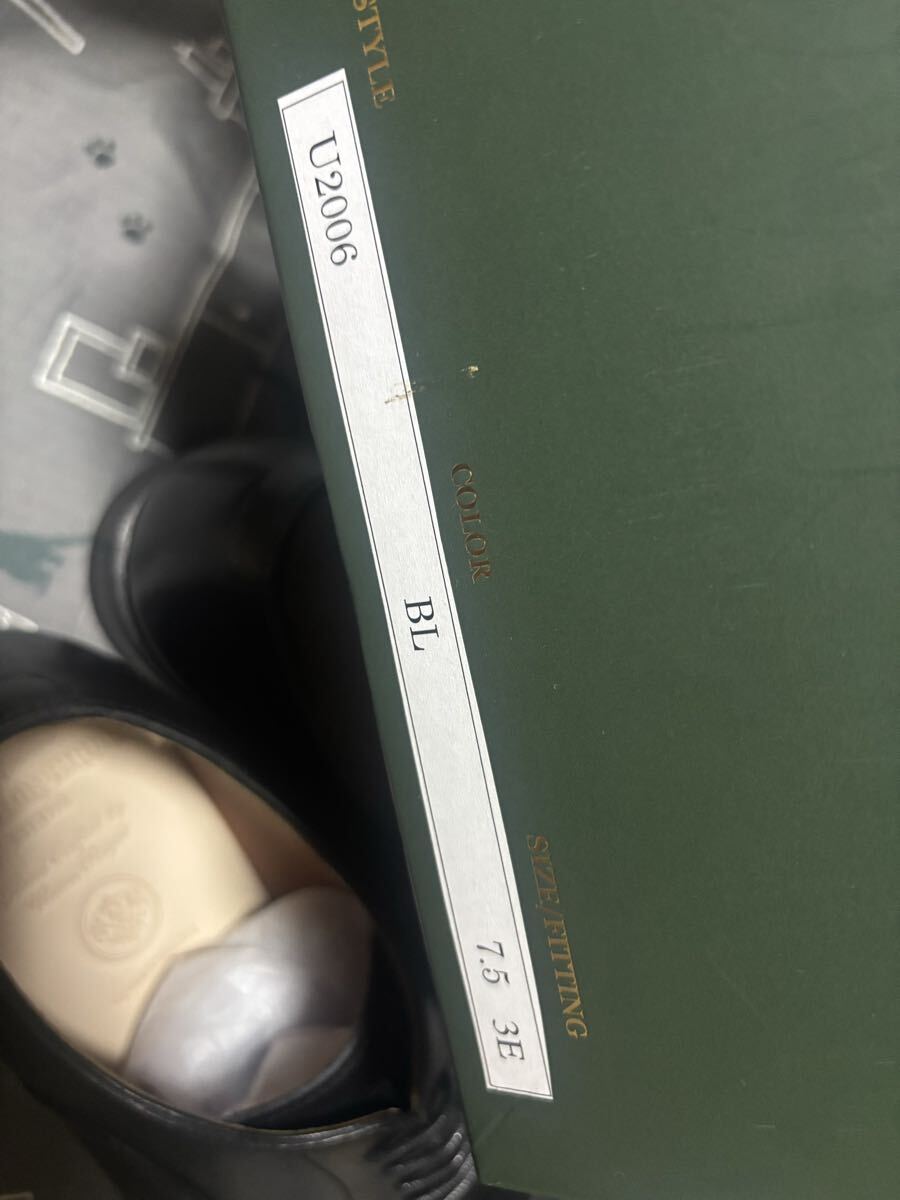 STYLE
U2006
COLOR
BL
SIZE/FITTING
7.5 3E